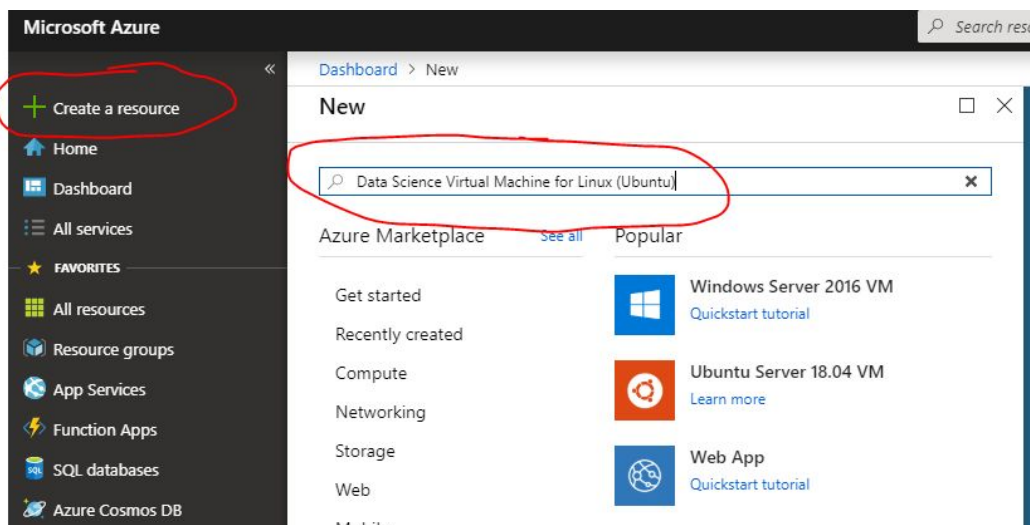 Microsoft Azure
Search reso
«
Dashboard > New
Create a resource
New
Home
Data Science Virtual Machine for Linux (Ubuntu)
Dashboard
All services
Azure Marketplace
See all
Popular
FAVORITES
All resources
Resource groups
App Services
Function Apps
SQL
SQL databases
Azure Cosmos DB
Get started
Recently created
Compute
Networking
Storage
Web
Windows Server 2016 VM
Quickstart tutorial
Ubuntu Server 18.04 VM
Learn more
Web App
Quickstart tutorial